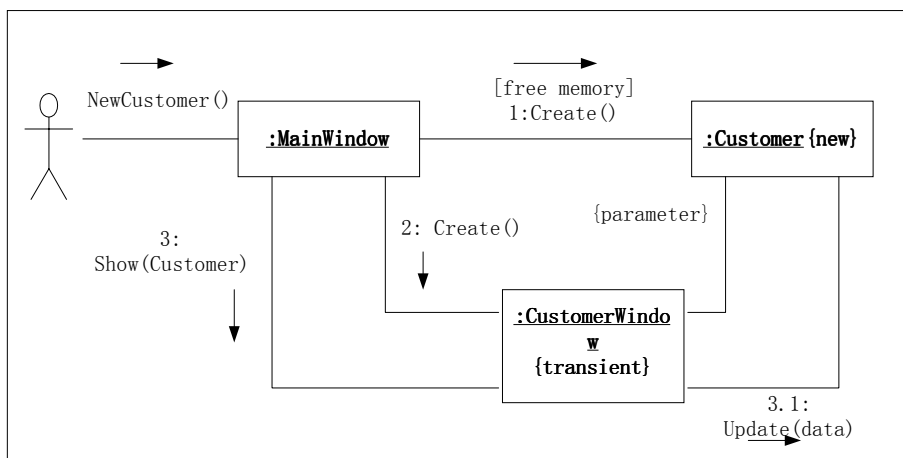 [free memory]
NewCustomer()
1:Create()
:MainWindow
:Customer{new}
{parameter}
2: Create()
3:
Show(Customer)
:CustomerWindo
w
{transient}
3.1:
Update(data)